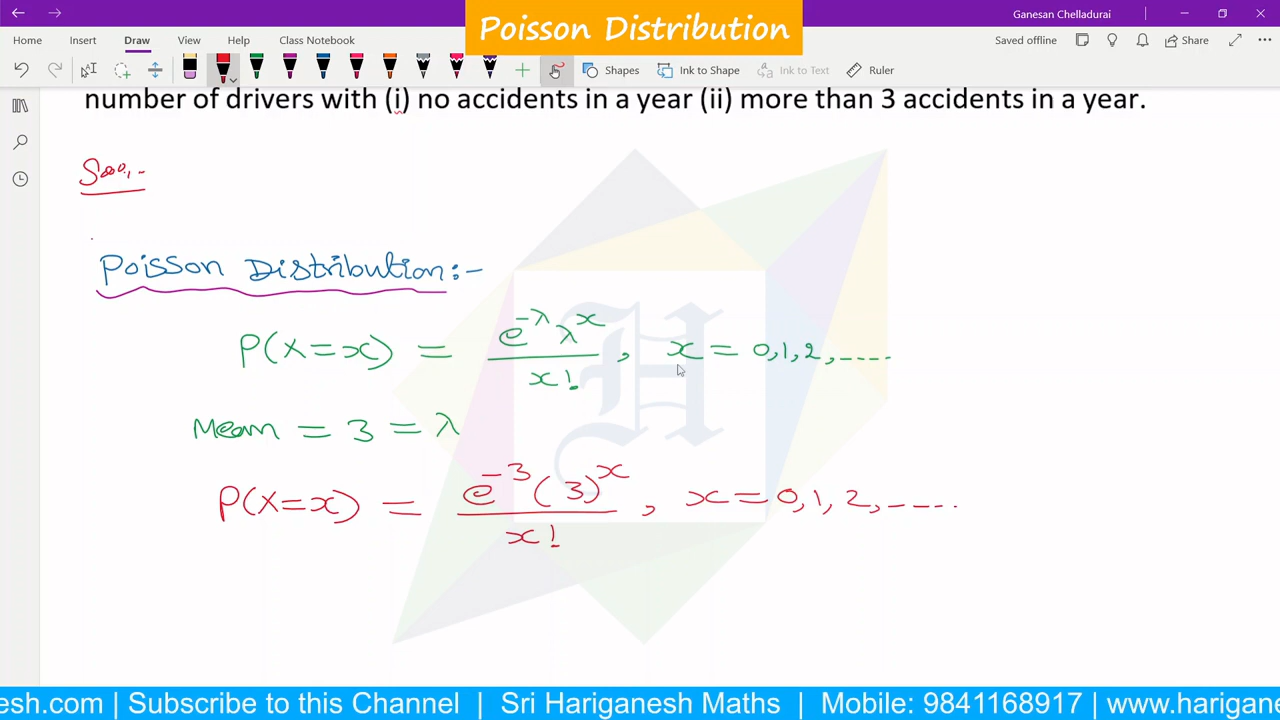 Poisson Distribution
Ganesan Chelladurai
Home Insert Draw View Help Class Notebook
Saved offline Share
Shapes Ink to Shape Ink to Text Ruler
number of drivers with (i) no accidents in a year (ii) more than 3 accidents in a year.
Poisson Distribution:-
P(X=x) = e^{-λ} λ^x / x! , x = 0,1,2,....
Mean = 3 = λ
P(X=x) = e^{-3} (3)^x / x! , x = 0,1,2,....
H
esh.com | Subscribe to this Channel | Sri Hariganesh Maths | Mobile: 9841168917 | www.harigane